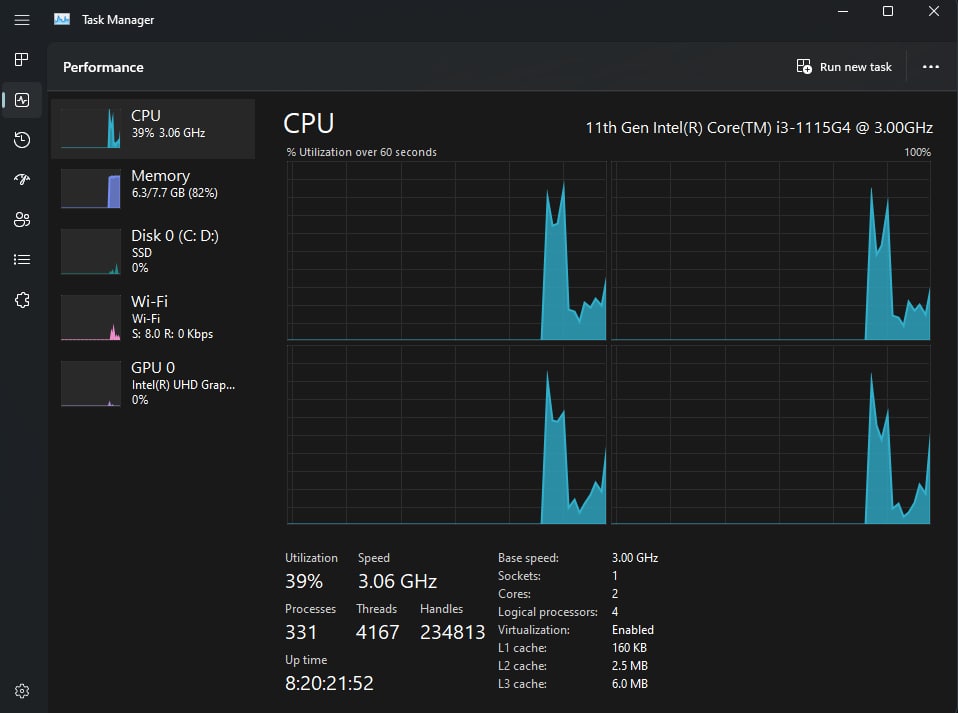 Task Manager
Performance
Run new task
CPU
39% 3.06 GHz
Memory
6.3/7.7 GB (82%)
Disk 0 (C: D:)
SSD
0%
Wi-Fi
Wi-Fi
S: 8.0 R: 0 Kbps
GPU 0
Intel(R) UHD Grap...
0%
CPU
11th Gen Intel(R) Core(TM) i3-1115G4 @ 3.00GHz
% Utilization over 60 seconds
100%
Utilization
Speed
39%
3.06 GHz
Processes
Threads
Handles
331
4167
234813
Up time
8:20:21:52
Base speed: 3.00 GHz
Sockets: 1
Cores: 2
Logical processors: 4
Virtualization: Enabled
L1 cache: 160 KB
L2 cache: 2.5 MB
L3 cache: 6.0 MB